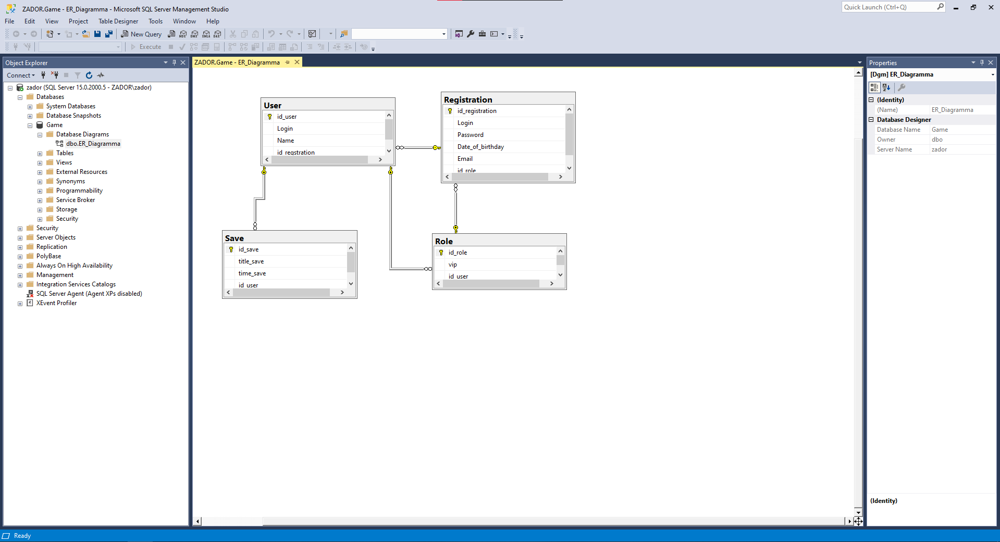 ZADOR.Game - ER_Diagramma - Microsoft SQL Server Management Studio
Quick Launch (Ctrl+Q)
File Edit View Project Table Designer Tools Window Help
New Query
MDX DMX XMLA DAX
Execute
Object Explorer
Connect
zador (SQL Server 15.0.2000.5 - ZADOR\zador)
Databases
System Databases
Database Snapshots
Game
Database Diagrams
dbo.ER_Diagramma
Tables
Views
External Resources
Synonyms
Programmability
Service Broker
Storage
Security
Security
Server Objects
Replication
PolyBase
Always On High Availability
Management
Integration Services Catalogs
SQL Server Agent (Agent XPs disabled)
XEvent Profiler
ZADOR.Game - ER_Diagramma
User
id_user
Login
Name
id_regstration
Registration
id_registration
Login
Password
Date_of_birthday
Email
id_role
Save
id_save
title_save
time_save
id_user
Role
id_role
vip
id_user
Properties
[Dgm] ER_Diagramma
(Identity)
(Name) ER_Diagramma
Database Designer
Database Name Game
Owner dbo
Server Name zador
(Identity)
Ready